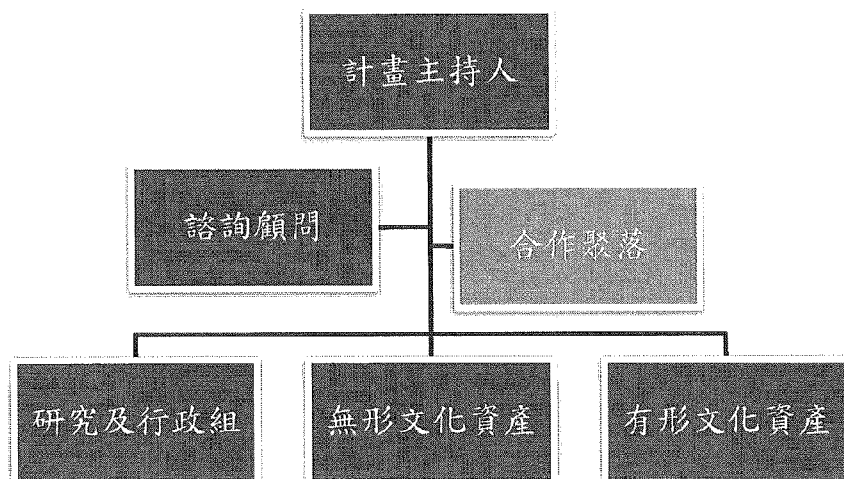 計畫主持人
諮詢顧問
合作聚落
研究及行政組
無形文化資產
有形文化資產